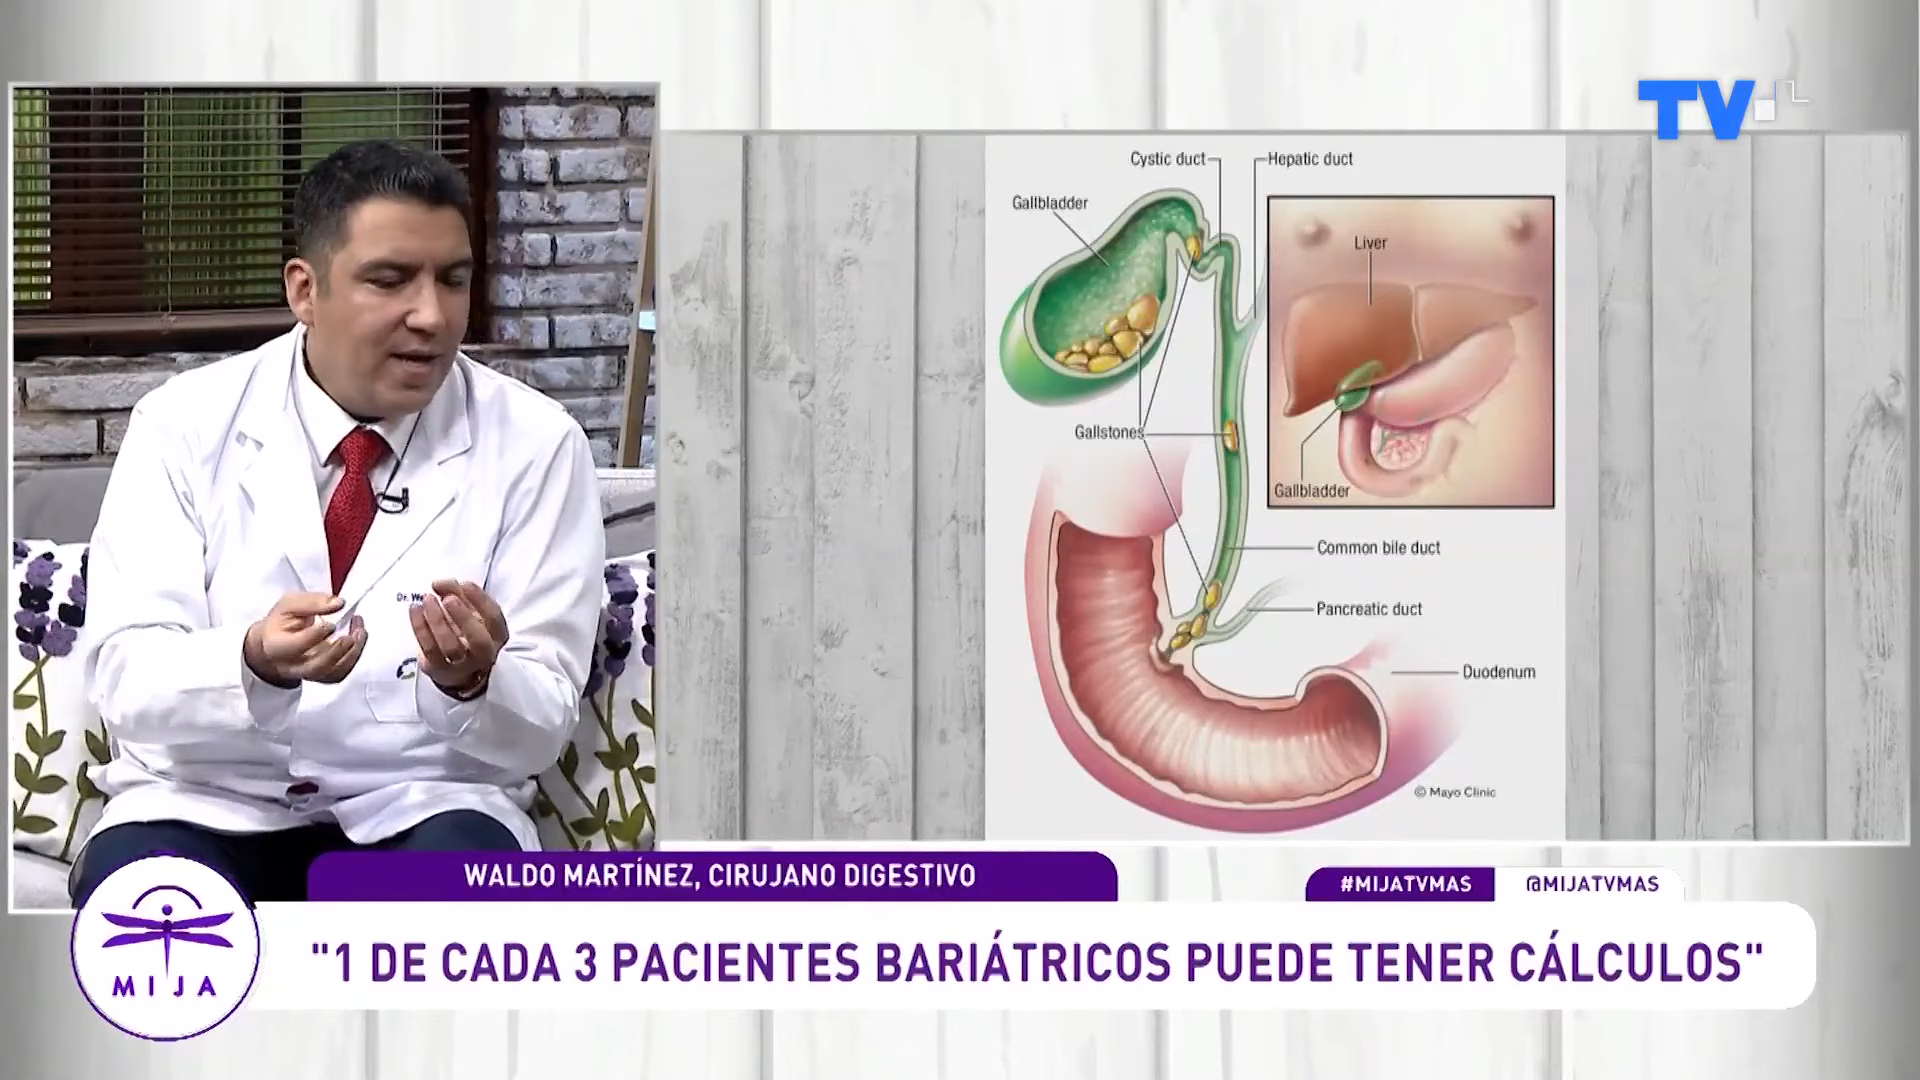 TV
Cystic duct
Hepatic duct
Gallbladder
Liver
Gallstones
Gallbladder
Common bile duct
Pancreatic duct
Duodenum
© Mayo Clinic
Dr.
WALDO MARTÍNEZ, CIRUJANO DIGESTIVO
#MIJATVMAS
@MIJATVMAS
MIJA
"1 DE CADA 3 PACIENTES BARIÁTRICOS PUEDE TENER CÁLCULOS"